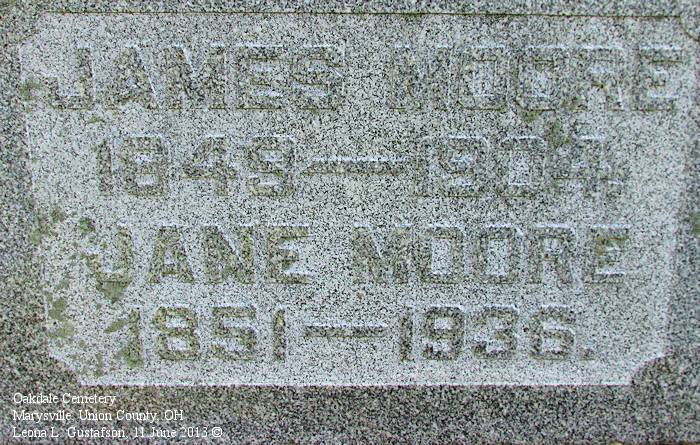 JAMES MOORE
1849 — 1904.
JANE MOORE
1851 — 1936.
Oakdale Cemetery
Marysville, Union County, OH
Leona L. Gustafson, 11 June 2013 ©